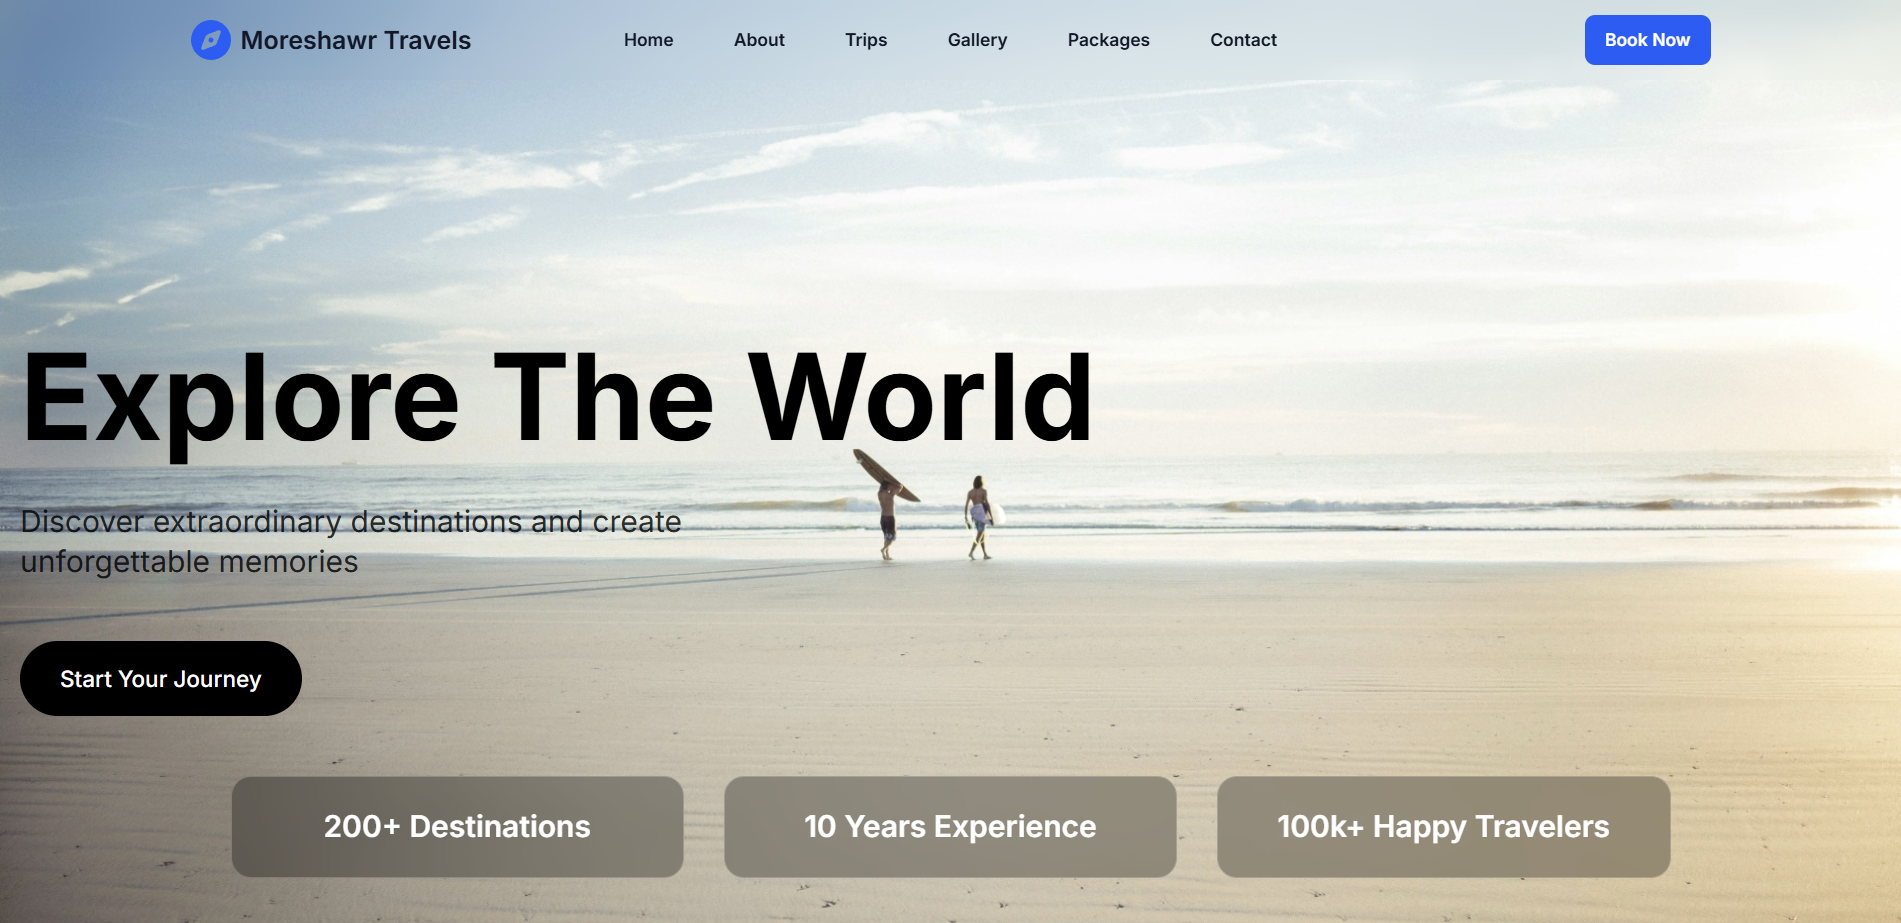 Moreshawr Travels
Home
About
Trips
Gallery
Packages
Contact
Book Now
Explore The World
Discover extraordinary destinations and create
unforgettable memories
Start Your Journey
200+ Destinations
10 Years Experience
100k+ Happy Travelers